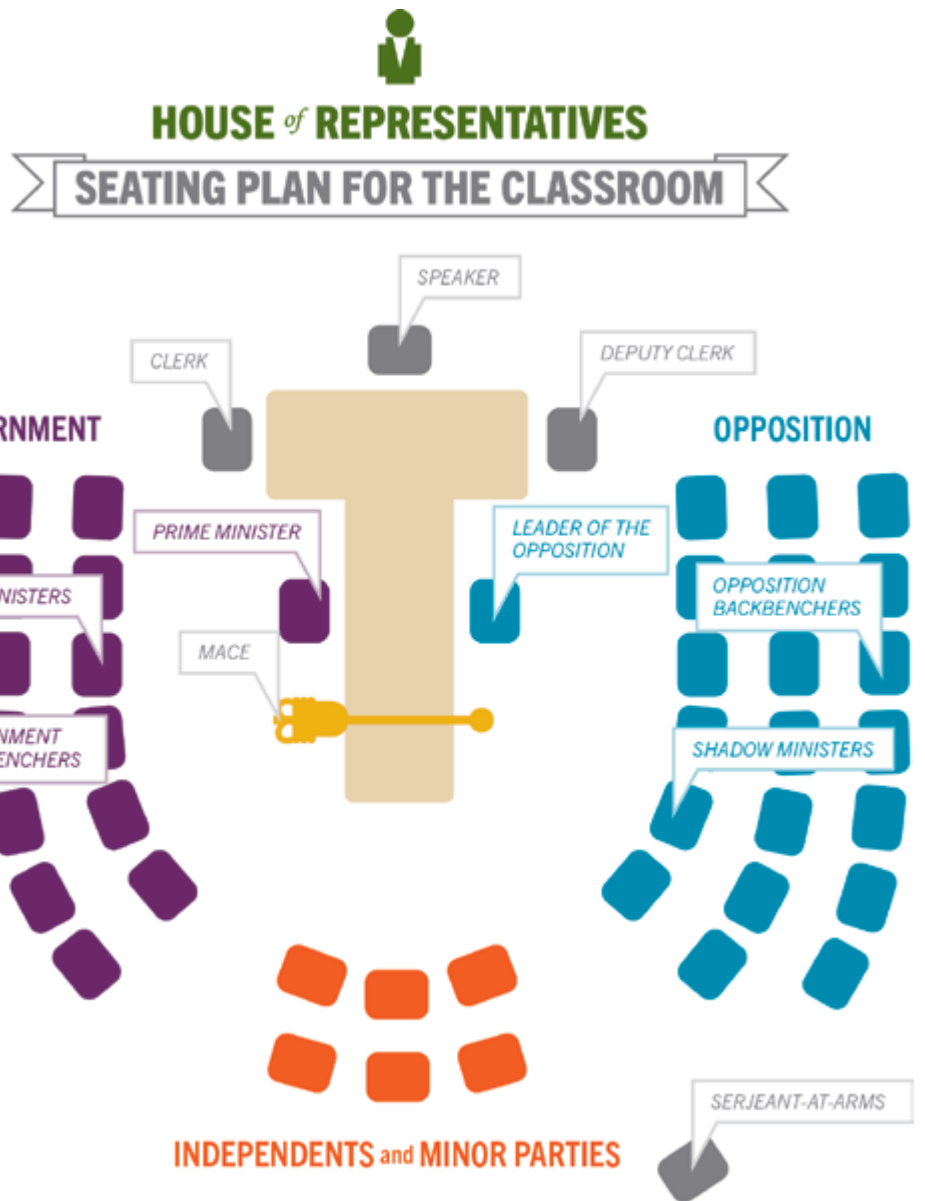 HOUSE of REPRESENTATIVES
SEATING PLAN FOR THE CLASSROOM
SPEAKER
CLERK
DEPUTY CLERK
RNMENT
OPPOSITION
PRIME MINISTER
LEADER OF THE
OPPOSITION
NISTERS
OPPOSITION
BACKBENCHERS
MACE
NMENT
ENCHERS
SHADOW MINISTERS
SERJEANT-AT-ARMS
INDEPENDENTS and MINOR PARTIES